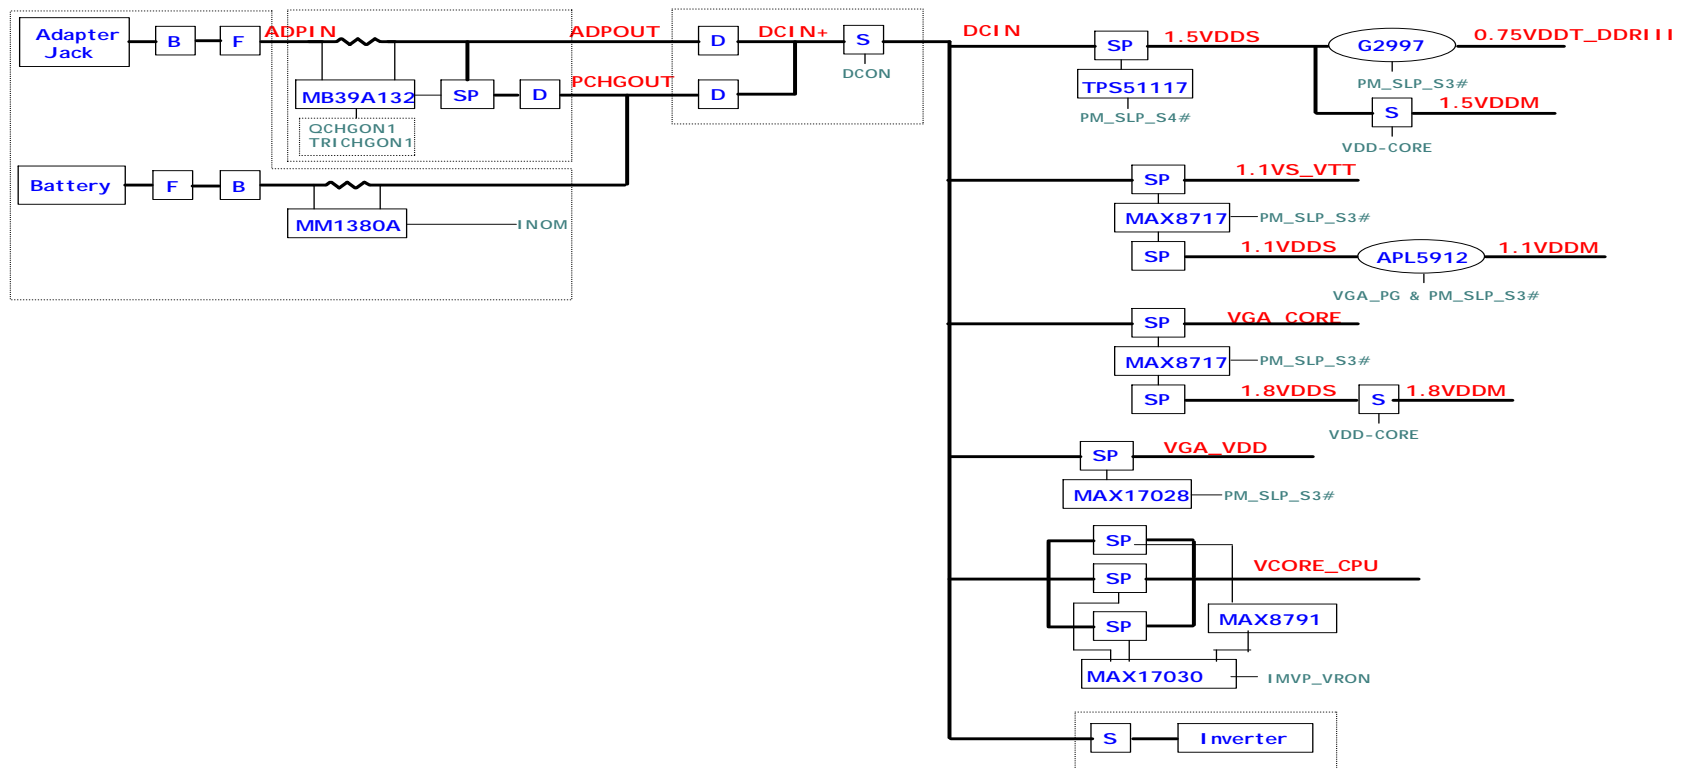 Adapter
Jack
B
F
ADPIN
MB39A132
QCHGON1
TRICHGON1
SP
D
ADPOUT
PCHGOUT
D
D
DCIN+
S
DCON
Battery
F
B
MM1380A
INOM
DCIN
SP
1.5VDDS
TPS51117
PM_SLP_S4#
G2997
0.75VDDT_DDRIII
PM_SLP_S3#
S
1.5VDDM
VDD-CORE
SP
1.1VS_VTT
MAX8717
PM_SLP_S3#
SP
1.1VDDS
APL5912
1.1VDDM
VGA_PG & PM_SLP_S3#
SP
VGA_CORE
MAX8717
PM_SLP_S3#
SP
1.8VDDS
S
1.8VDDM
VDD-CORE
SP
VGA_VDD
MAX17028
PM_SLP_S3#
SP
SP
VCORE_CPU
SP
MAX8791
MAX17030
IMVP_VRON
S
Inverter